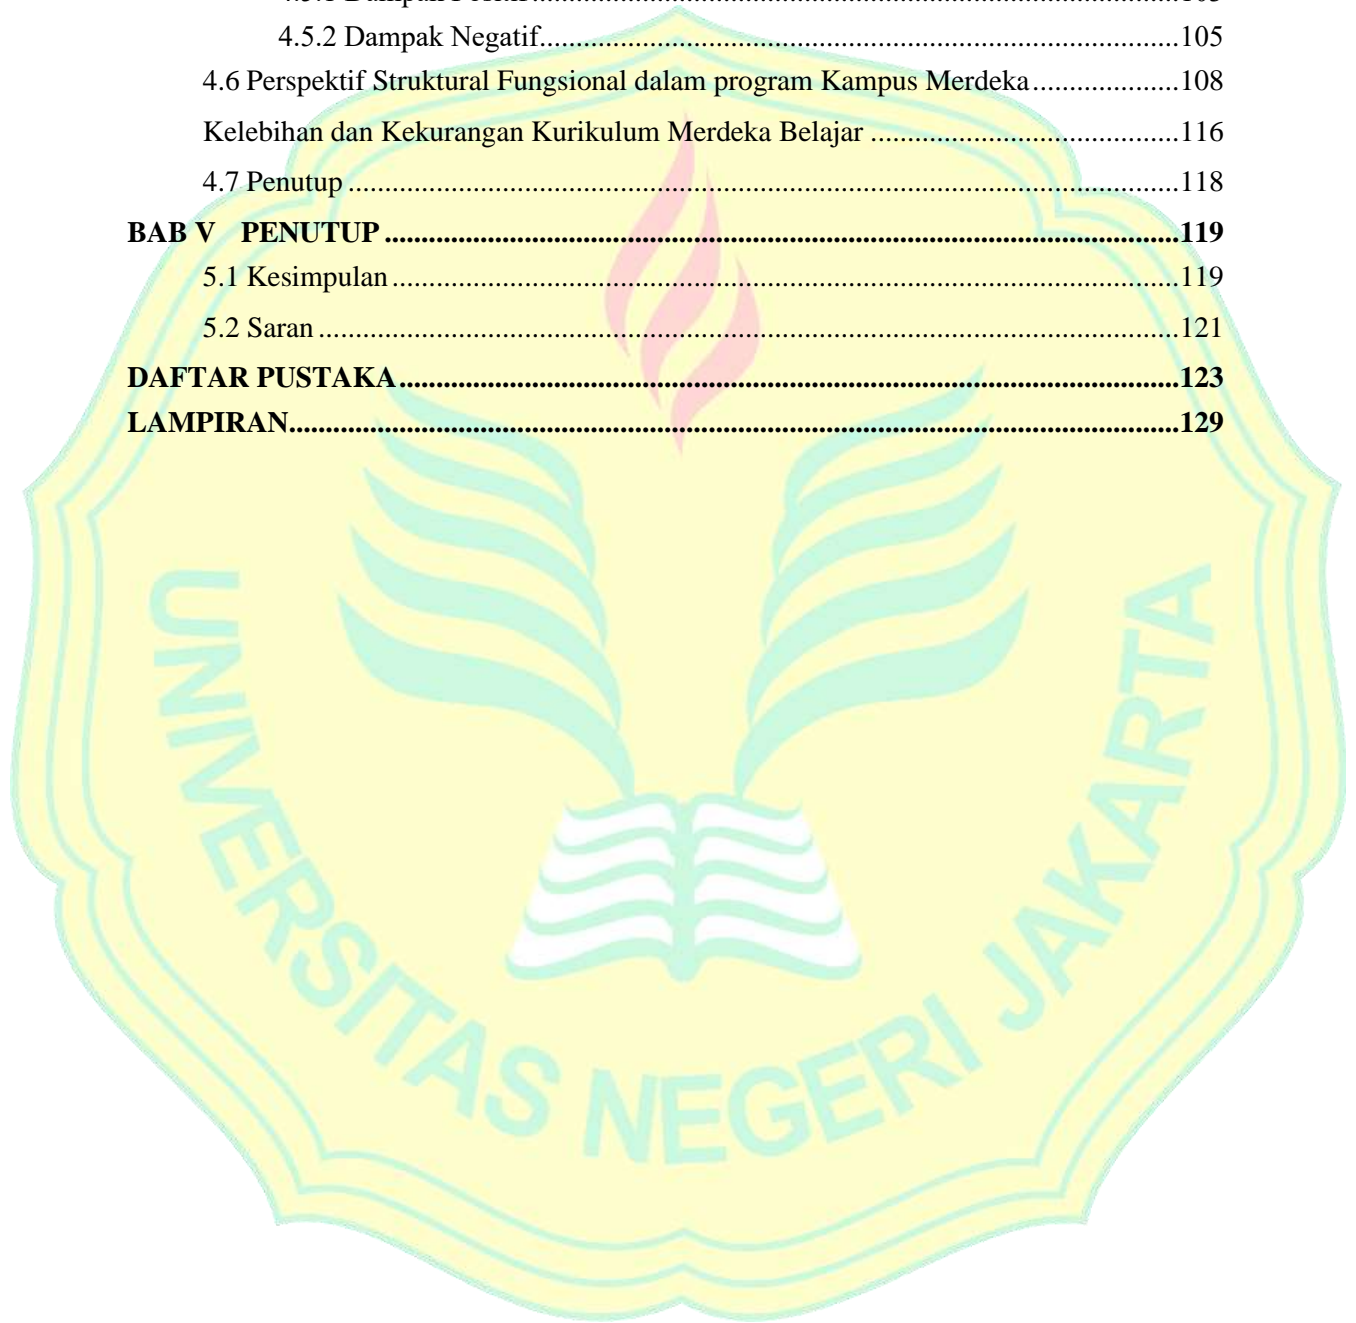 4.5.2 Dampak Negatif..........................................................................................105
4.6 Perspektif Struktural Fungsional dalam program Kampus Merdeka....................108
Kelebihan dan Kekurangan Kurikulum Merdeka Belajar ..........................................116
4.7 Penutup ..................................................................................................................118
BAB V PENUTUP .............................................................................................................119
5.1 Kesimpulan ............................................................................................................119
5.2 Saran ......................................................................................................................121
DAFTAR PUSTAKA...........................................................................................................123
LAMPIRAN..........................................................................................................................129
UNIVERSITAS NEGERI JAKARTA